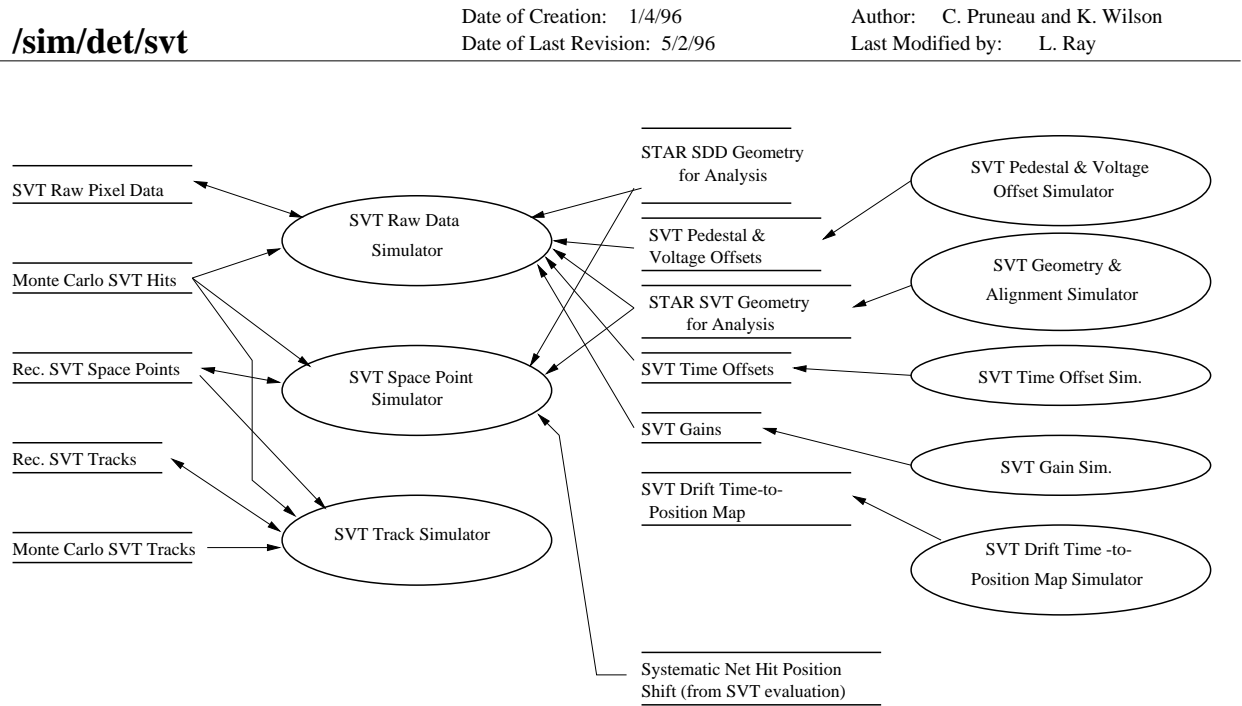 /sim/det/svt
Date of Creation: 1/4/96
Date of Last Revision: 5/2/96
Author: C. Pruneau and K. Wilson
Last Modified by: L. Ray
SVT Raw Pixel Data
Monte Carlo SVT Hits
Rec. SVT Space Points
Rec. SVT Tracks
Monte Carlo SVT Tracks
SVT Raw Data
Simulator
SVT Space Point
Simulator
SVT Track Simulator
STAR SDD Geometry
for Analysis
SVT Pedestal &
Voltage Offsets
STAR SVT Geometry
for Analysis
SVT Time Offsets
SVT Gains
SVT Drift Time-to-
Position Map
Systematic Net Hit Position
Shift (from SVT evaluation)
SVT Pedestal & Voltage
Offset Simulator
SVT Geometry &
Alignment Simulator
SVT Time Offset Sim.
SVT Gain Sim.
SVT Drift Time -to-
Position Map Simulator